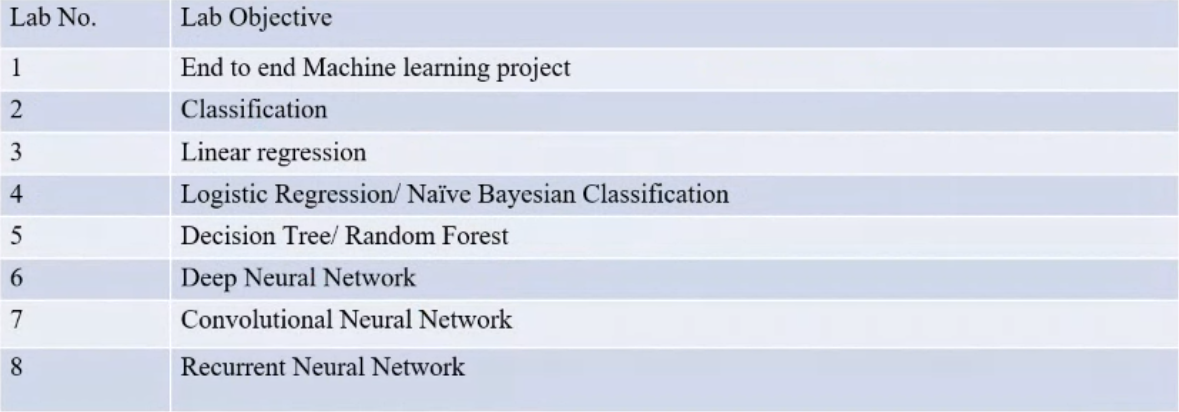 Lab No. Lab Objective
1 End to end Machine learning project
2 Classification
3 Linear regression
4 Logistic Regression/ Naïve Bayesian Classification
5 Decision Tree/ Random Forest
6 Deep Neural Network
7 Convolutional Neural Network
8 Recurrent Neural Network